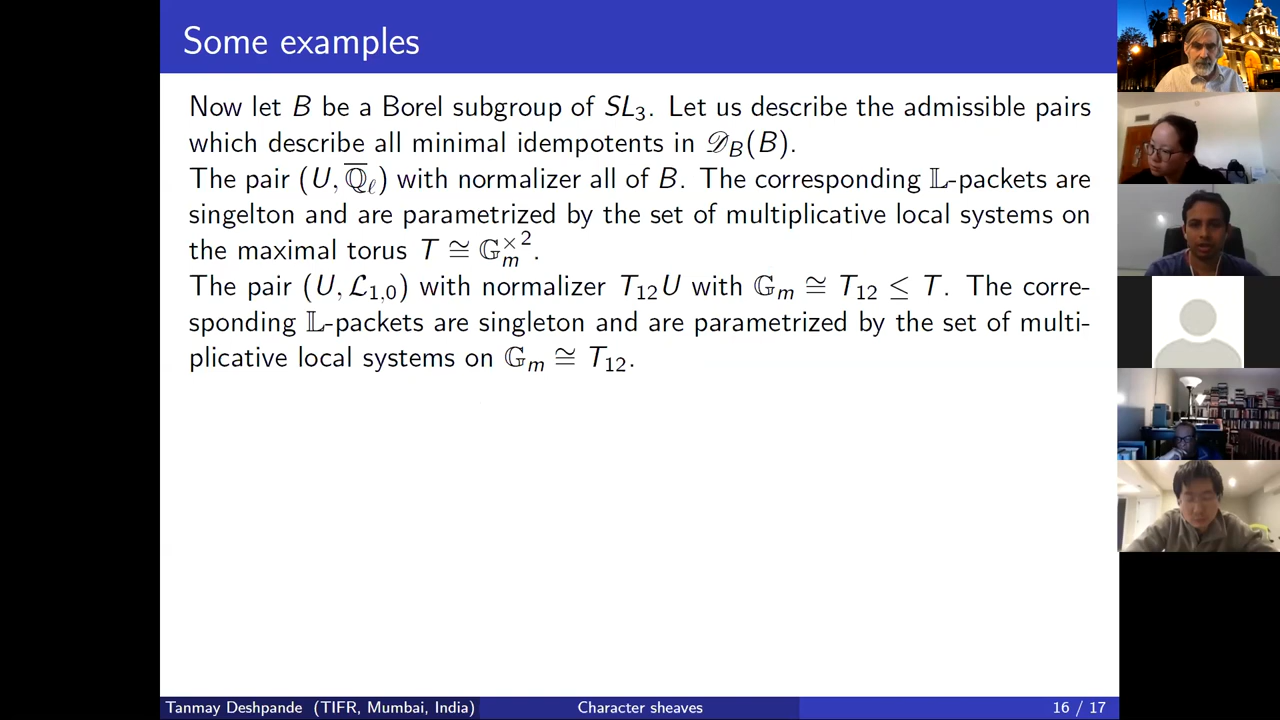 Some examples
Now let B be a Borel subgroup of SL₃. Let us describe the admissible pairs
which describe all minimal idempotents in 𝒟_B(B).
The pair (U, Q̅_ℓ) with normalizer all of B. The corresponding 𝕃-packets are
singelton and are parametrized by the set of multiplicative local systems on
the maximal torus T ≅ 𝔾_m^{×2}.
The pair (U, ℒ_{1,0}) with normalizer T₁₂U with 𝔾_m ≅ T₁₂ ≤ T. The corre-
sponding 𝕃-packets are singleton and are parametrized by the set of multi-
plicative local systems on 𝔾_m ≅ T₁₂.
Tanmay Deshpande (TIFR, Mumbai, India)
Character sheaves
16 / 17